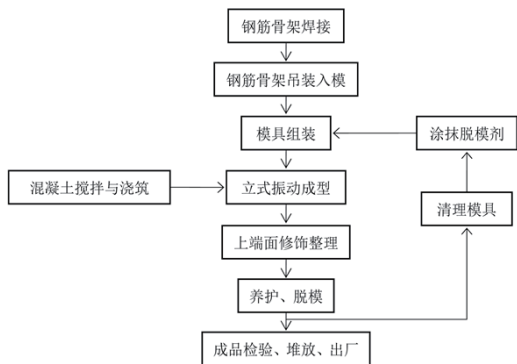 钢筋骨架焊接
钢筋骨架吊装入模
模具组装
涂抹脱模剂
混凝土搅拌与浇筑
立式振动成型
清理模具
上端面修饰整理
养护、脱模
成品检验、堆放、出厂